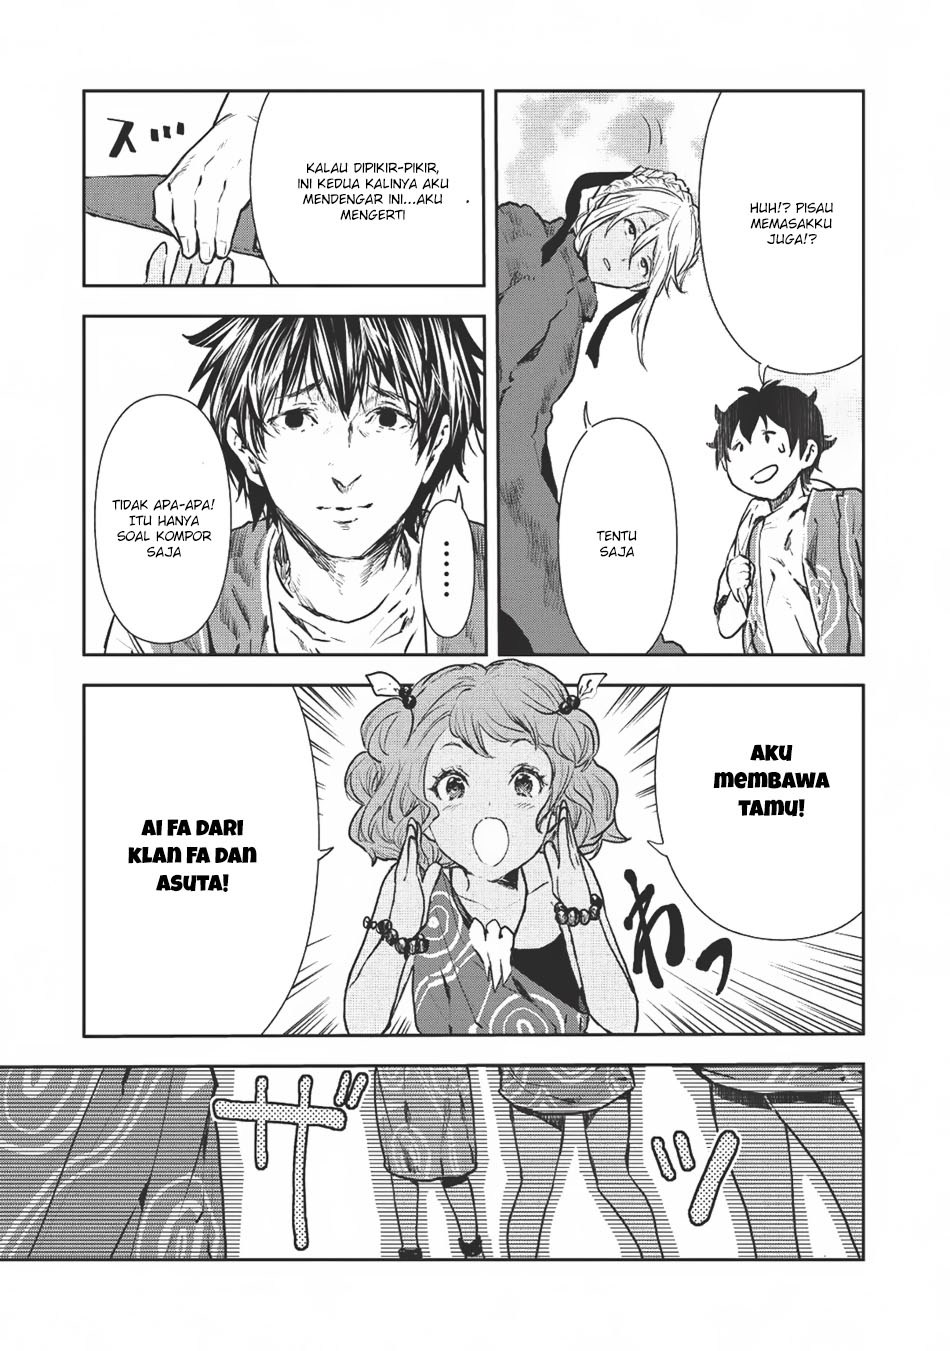 HUH!? PISAU
MEMASAKKU
JUGA!?
TENTU
SAJA
KALAU DIPIKIR-PIKIR,
INI KEDUA KALINYA AKU
MENDENGAR INI...AKU
MENGERTI
スッ
.......
TIDAK APA-APA!
ITU HANYA
SOAL KOMPOR
SAJA
AKU
MEMBAWA
TAMU!
AI FA DARI
KLAN FA DAN
ASUTA!
わっ
ザッ